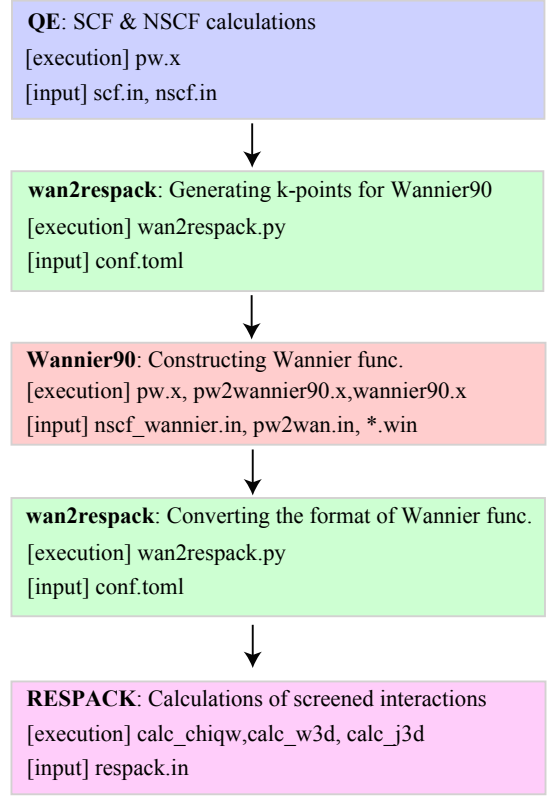 QE: SCF & NSCF calculations
[execution] pw.x
[input] scf.in, nscf.in
wan2respack: Generating k-points for Wannier90
[execution] wan2respack.py
[input] conf.toml
Wannier90: Constructing Wannier func.
[execution] pw.x, pw2wannier90.x,wannier90.x
[input] nscf_wannier.in, pw2wan.in, *.win
wan2respack: Converting the format of Wannier func.
[execution] wan2respack.py
[input] conf.toml
RESPACK: Calculations of screened interactions
[execution] calc_chiqw,calc_w3d, calc_j3d
[input] respack.in